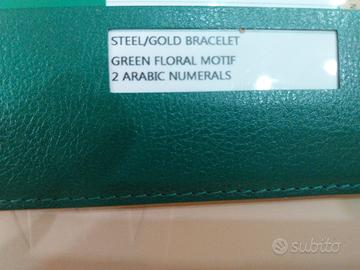 STEEL/GOLD BRACELET
GREEN FLORAL MOTIF
2 ARABIC NUMERALS
subito